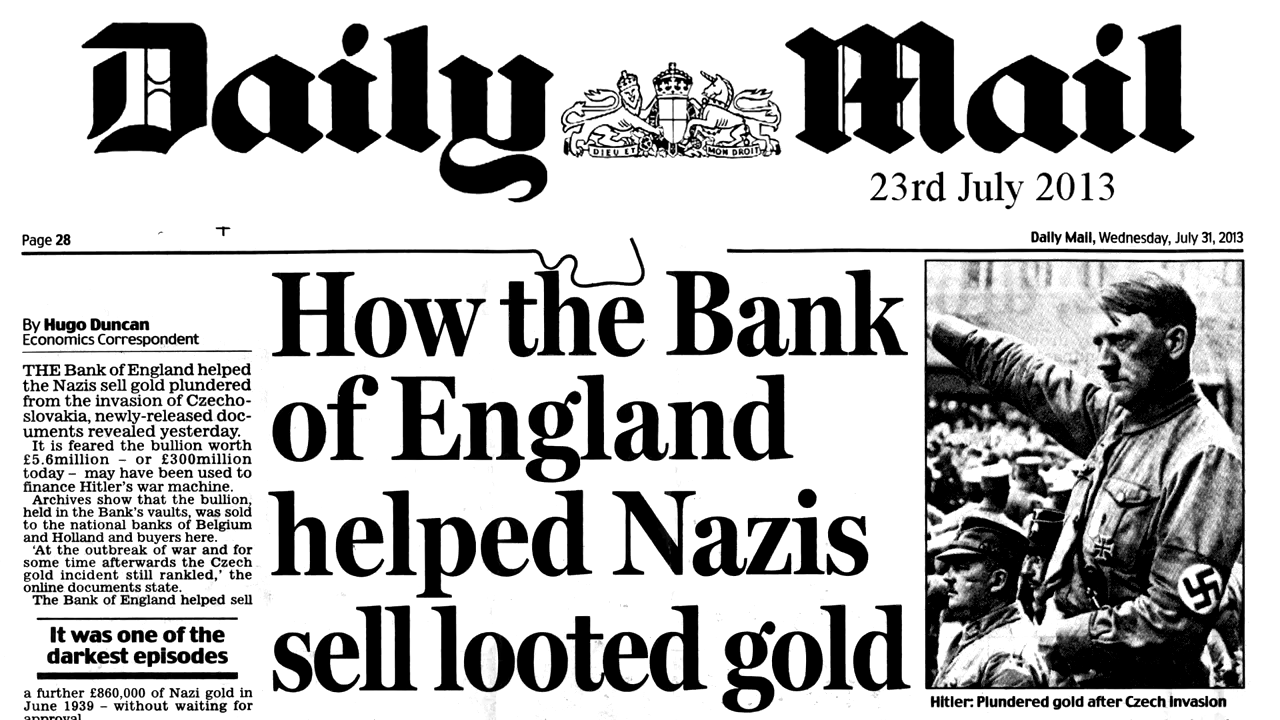 Daily Mail
DIEU ET MON DROIT
23rd July 2013
Page 28
Daily Mail, Wednesday, July 31, 2013
How the Bank
of England
helped Nazis
sell looted gold
By Hugo Duncan
Economics Correspondent
THE Bank of England helped
the Nazis sell gold plundered
from the invasion of Czecho-
slovakia, newly-released doc-
uments revealed yesterday.
It is feared the bullion worth
£5.6million – or £300million
today – may have been used to
finance Hitler's war machine.
Archives show that the bullion,
held in the Bank's vaults, was sold
to the national banks of Belgium
and Holland and buyers here.
'At the outbreak of war and for
some time afterwards the Czech
gold incident still rankled,' the
online documents state.
The Bank of England helped sell
It was one of the
darkest episodes
a further £860,000 of Nazi gold in
June 1939 – without waiting for
approval
Hitler: Plundered gold after Czech invasion